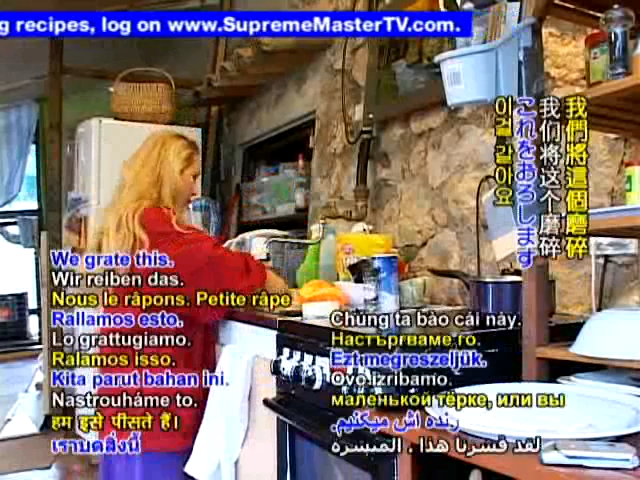 g recipes, log on www.SupremeMasterTV.com.
我們將這個磨碎
我们将这个磨碎
これをおろします
이걸 갈아요
We grate this.
Wir reiben das.
Nous le râpons. Petite râpe
Rallamos esto.
Lo grattugiamo.
Ralamos isso.
Kita parut bahan ini.
Nastrouháme to.
हम इसे पीसते हैं।
เราบดสิ่งนี้
Chúng ta bào cái này.
Настъргваме го.
Ezt megreszeljük.
Ovo izribamo.
маленькой тёрке, или вы
رنده اش میکنیم.
لقد قشرنا هذا . المبشرة